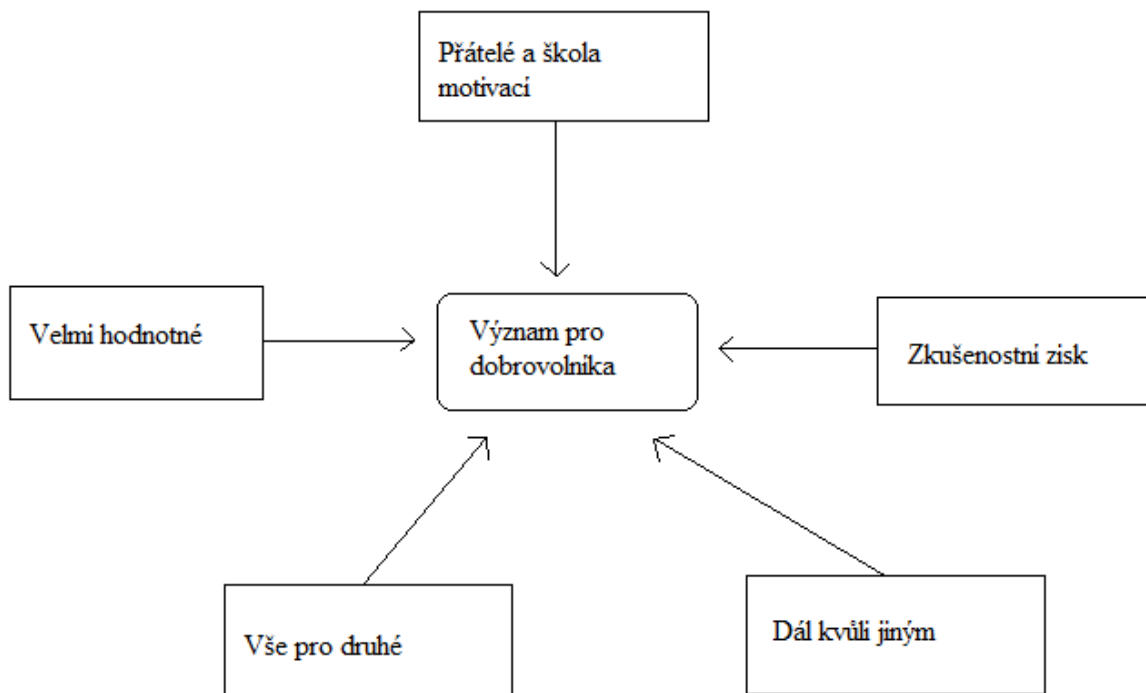 Přátelé a škola
motivací
Velmi hodnotné
Význam pro
dobrovolníka
Zkušenostní zisk
Vše pro druhé
Dál kvůli jiným